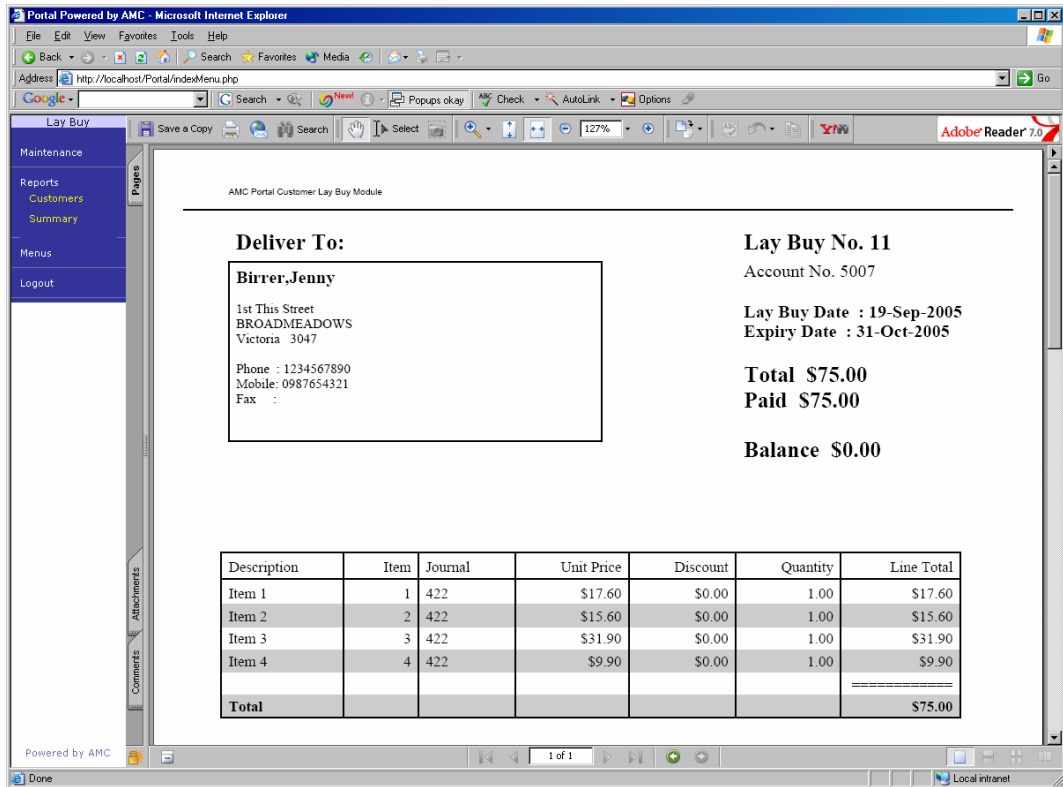 Portal Powered by AMC - Microsoft Internet Explorer
File Edit View Favorites Tools Help
Back Search Favorites Media
Address http://localhost/Portal/indexMenu.php Go
Google Search New! Popups okay ABC Check AutoLink Options
Lay Buy
Save a Copy Search Select 127% Y! Adobe Reader 7.0
Maintenance
Reports
Customers
Summary
Menus
Logout
Powered by AMC
Pages
Attachments
Comments
AMC Portal Customer Lay Buy Module
Deliver To:
Birrer,Jenny
1st This Street
BROADMEADOWS
Victoria 3047
Phone : 1234567890
Mobile: 0987654321
Fax :
Lay Buy No. 11
Account No. 5007
Lay Buy Date : 19-Sep-2005
Expiry Date : 31-Oct-2005
Total $75.00
Paid $75.00
Balance $0.00
Description Item Journal Unit Price Discount Quantity Line Total
Item 1 1 422 $17.60 $0.00 1.00 $17.60
Item 2 2 422 $15.60 $0.00 1.00 $15.60
Item 3 3 422 $31.90 $0.00 1.00 $31.90
Item 4 4 422 $9.90 $0.00 1.00 $9.90
============
Total $75.00
1 of 1
Done Local intranet